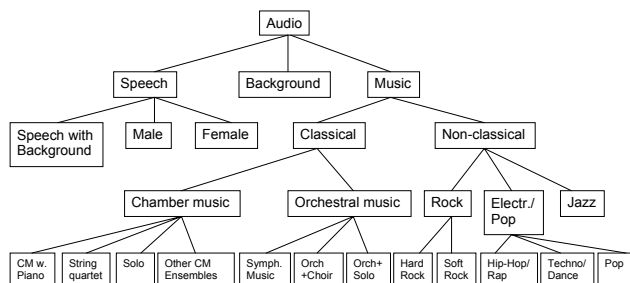 Audio
Speech
Background
Music
Speech with
Background
Male
Female
Classical
Non-classical
Chamber music
Orchestral music
Rock
Electr./
Pop
Jazz
CM w.
Piano
String
quartet
Solo
Other CM
Ensembles
Symph.
Music
Orch
+Choir
Orch+
Solo
Hard
Rock
Soft
Rock
Hip-Hop/
Rap
Techno/
Dance
Pop